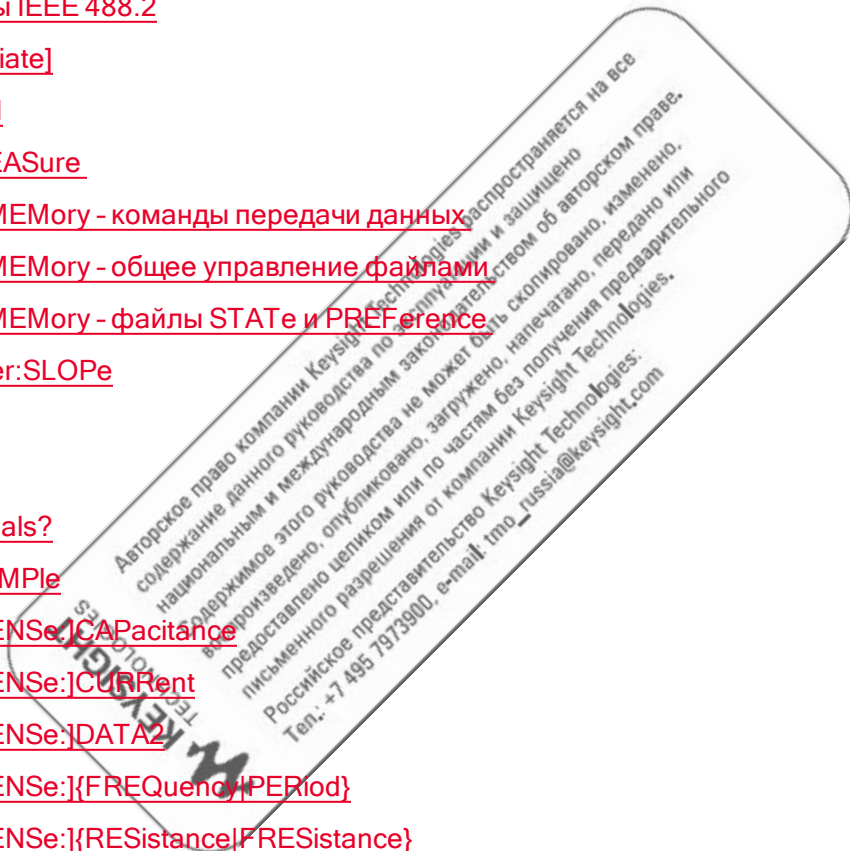 ы IEEE 488.2
iate]
EASure
MEMory – команды передачи данных
MEMory – общее управление файлами
MEMory – файлы STATe и PREFerence
er:SLOPe
als?
MPle
ENSe:]CAPacitance
ENSe:]CURRent
ENSe:]DATA2
ENSe:]{FREQuency|PERiod}
ENSe:]{RESistance|FRESistance}
Авторское право компании Keysight Technologies распространяется на все
содержание данного руководства по эксплуатации и защищено
национальным и международным законодательством об авторском праве.
Содержимое этого руководства не может быть скопировано, изменено,
воспроизведено, опубликовано, загружено, напечатано, передано или
предоставлено целиком или по частям без получения предварительного
письменного разрешения от компании Keysight Technologies.
Российское представительство Keysight Technologies:
Тел.: +7 495 7973900, e-mail: tmo_russia@keysight.com
KEYSIGHT
TECHNOLOGIES